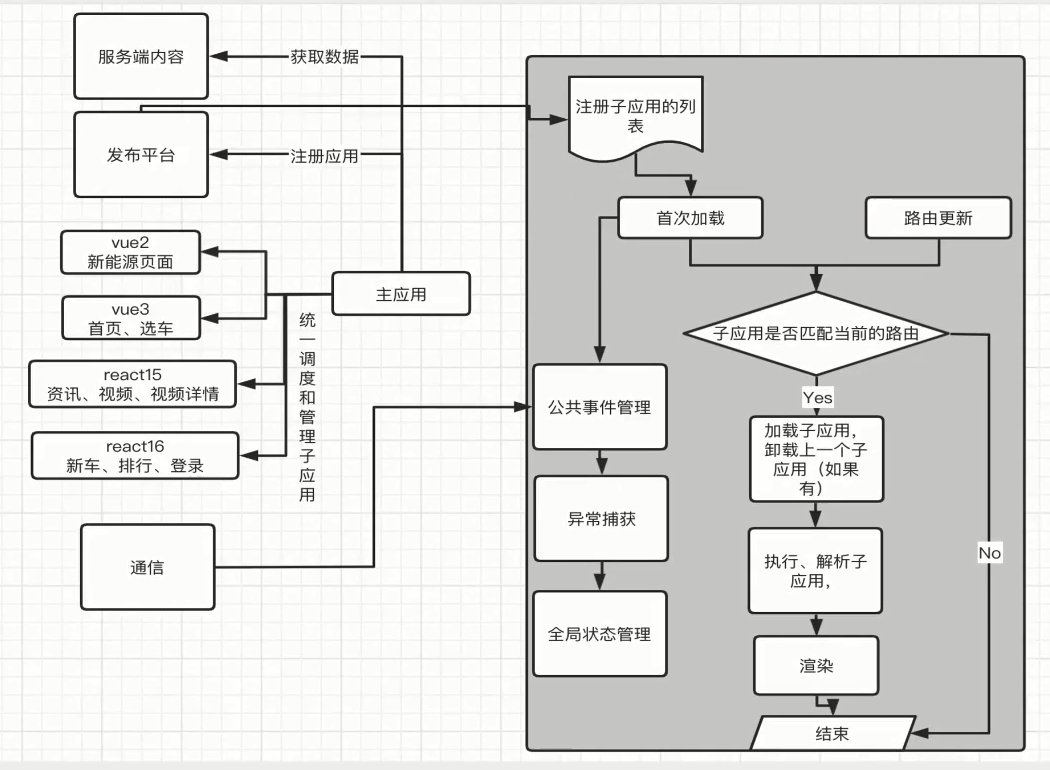 服务端内容
获取数据
发布平台
注册应用
vue2
新能源页面
vue3
首页、选车
react15
资讯、视频、视频详情
react16
新车、排行、登录
主应用
统一调度和管理子应用
通信
注册子应用的列
表
首次加载
路由更新
子应用是否匹配当前的路由
Yes
No
公共事件管理
异常捕获
全局状态管理
加载子应用,
卸载上一个子
应用（如果
有）
执行、解析子
应用,
渲染
结束